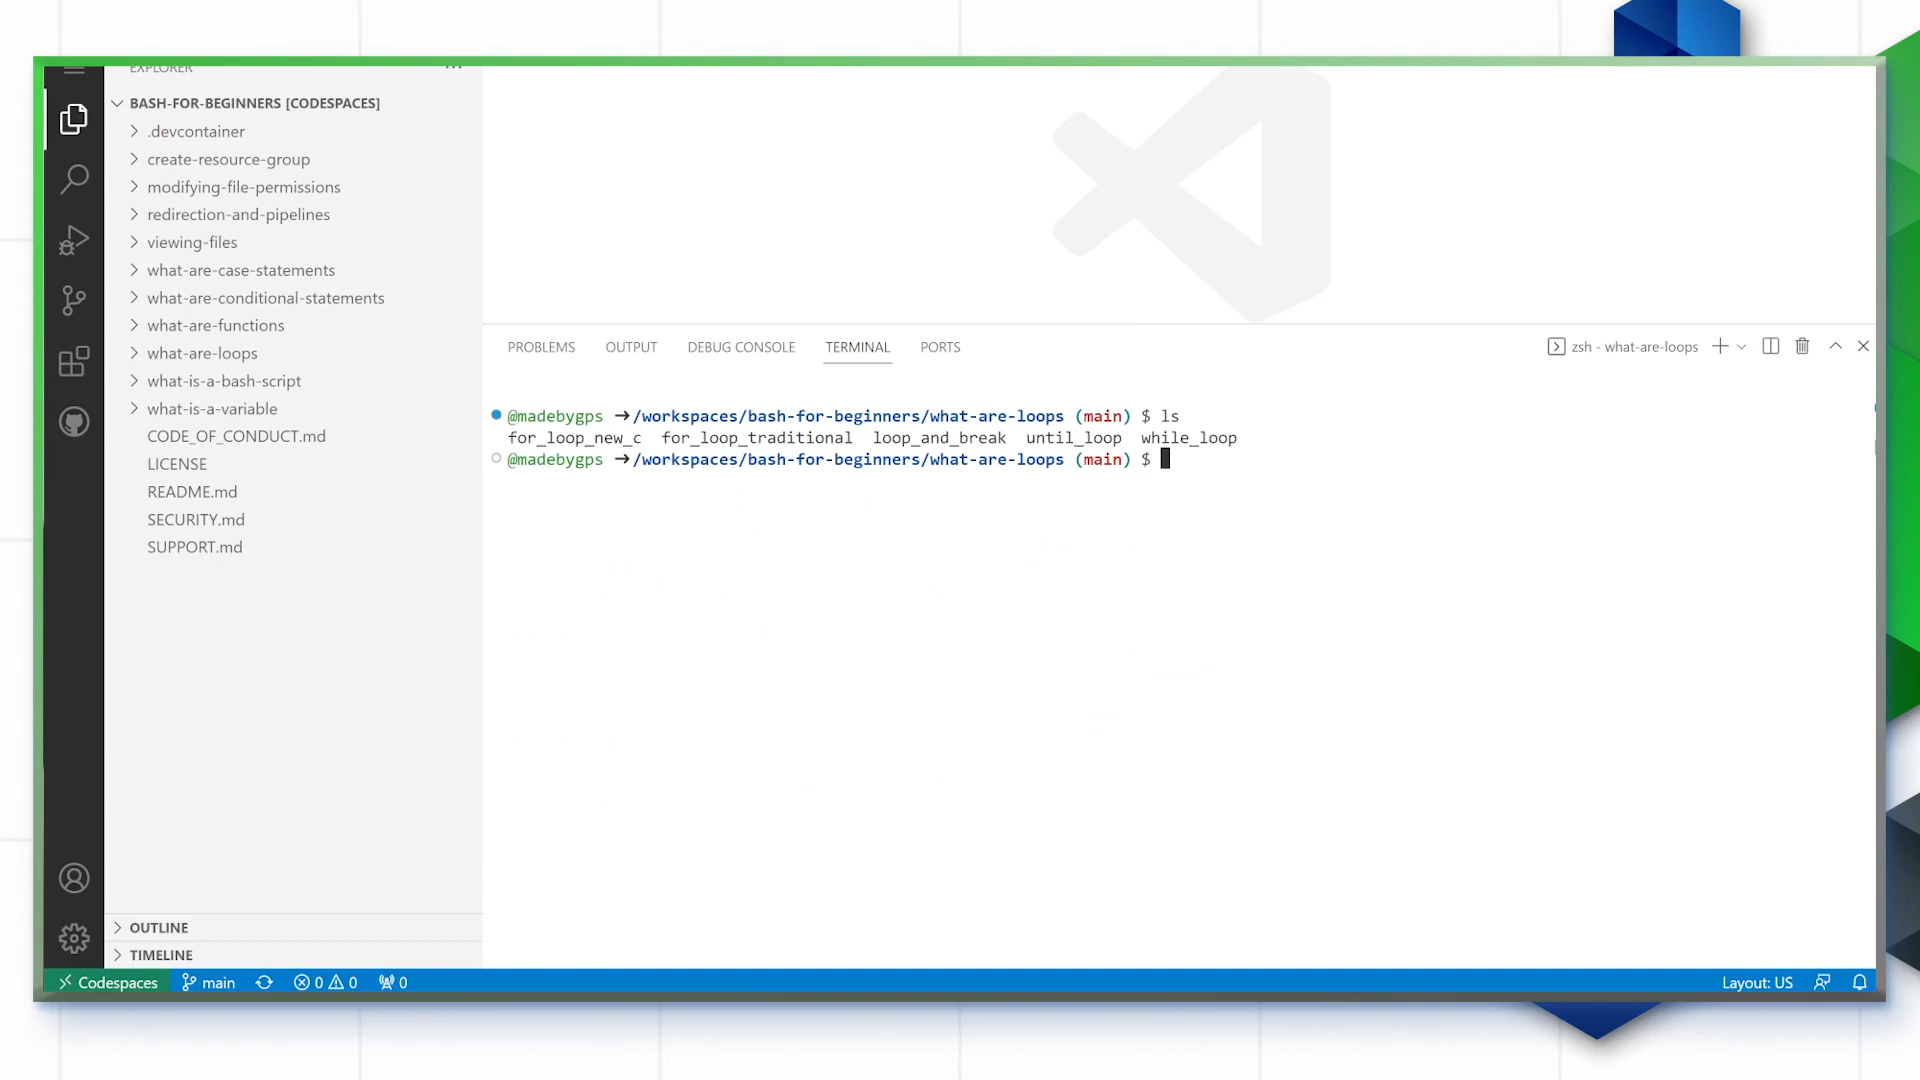 EXPLORER
BASH-FOR-BEGINNERS [CODESPACES]
.devcontainer
create-resource-group
modifying-file-permissions
redirection-and-pipelines
viewing-files
what-are-case-statements
what-are-conditional-statements
what-are-functions
what-are-loops
what-is-a-bash-script
what-is-a-variable
CODE_OF_CONDUCT.md
LICENSE
README.md
SECURITY.md
SUPPORT.md
OUTLINE
TIMELINE
PROBLEMS OUTPUT DEBUG CONSOLE TERMINAL PORTS
zsh - what-are-loops
@madebygps ➜/workspaces/bash-for-beginners/what-are-loops (main) $ ls
for_loop_new_c for_loop_traditional loop_and_break until_loop while_loop
@madebygps ➜/workspaces/bash-for-beginners/what-are-loops (main) $
Codespaces main 0 0 0 Layout: US